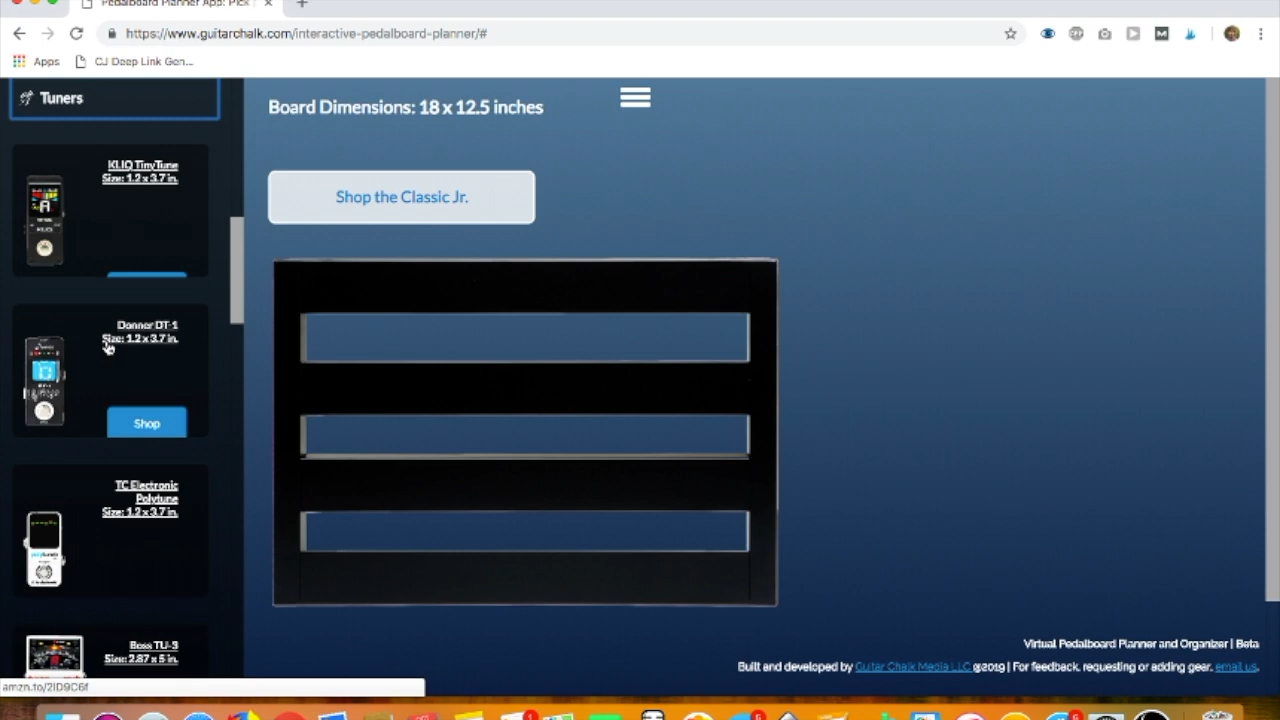 Pedalboard Planner App: Pick
https://www.guitarchalk.com/interactive-pedalboard-planner/#
Apps
CJ Deep Link Gen...
Tuners
KLIQ TinyTune
Size: 1.2 x 3.7 in.
Donner DT-1
Size: 1.2 x 3.7 in.
Shop
TC Electronic
Polytune
Size: 1.2 x 3.7 in.
Boss TU-3
Size: 2.87 x 5 in.
Board Dimensions: 18 x 12.5 inches
Shop the Classic Jr.
Virtual Pedalboard Planner and Organizer | Beta
Built and developed by Guitar Chalk Media LLC @2019 | For feedback, requesting or adding gear, email us.